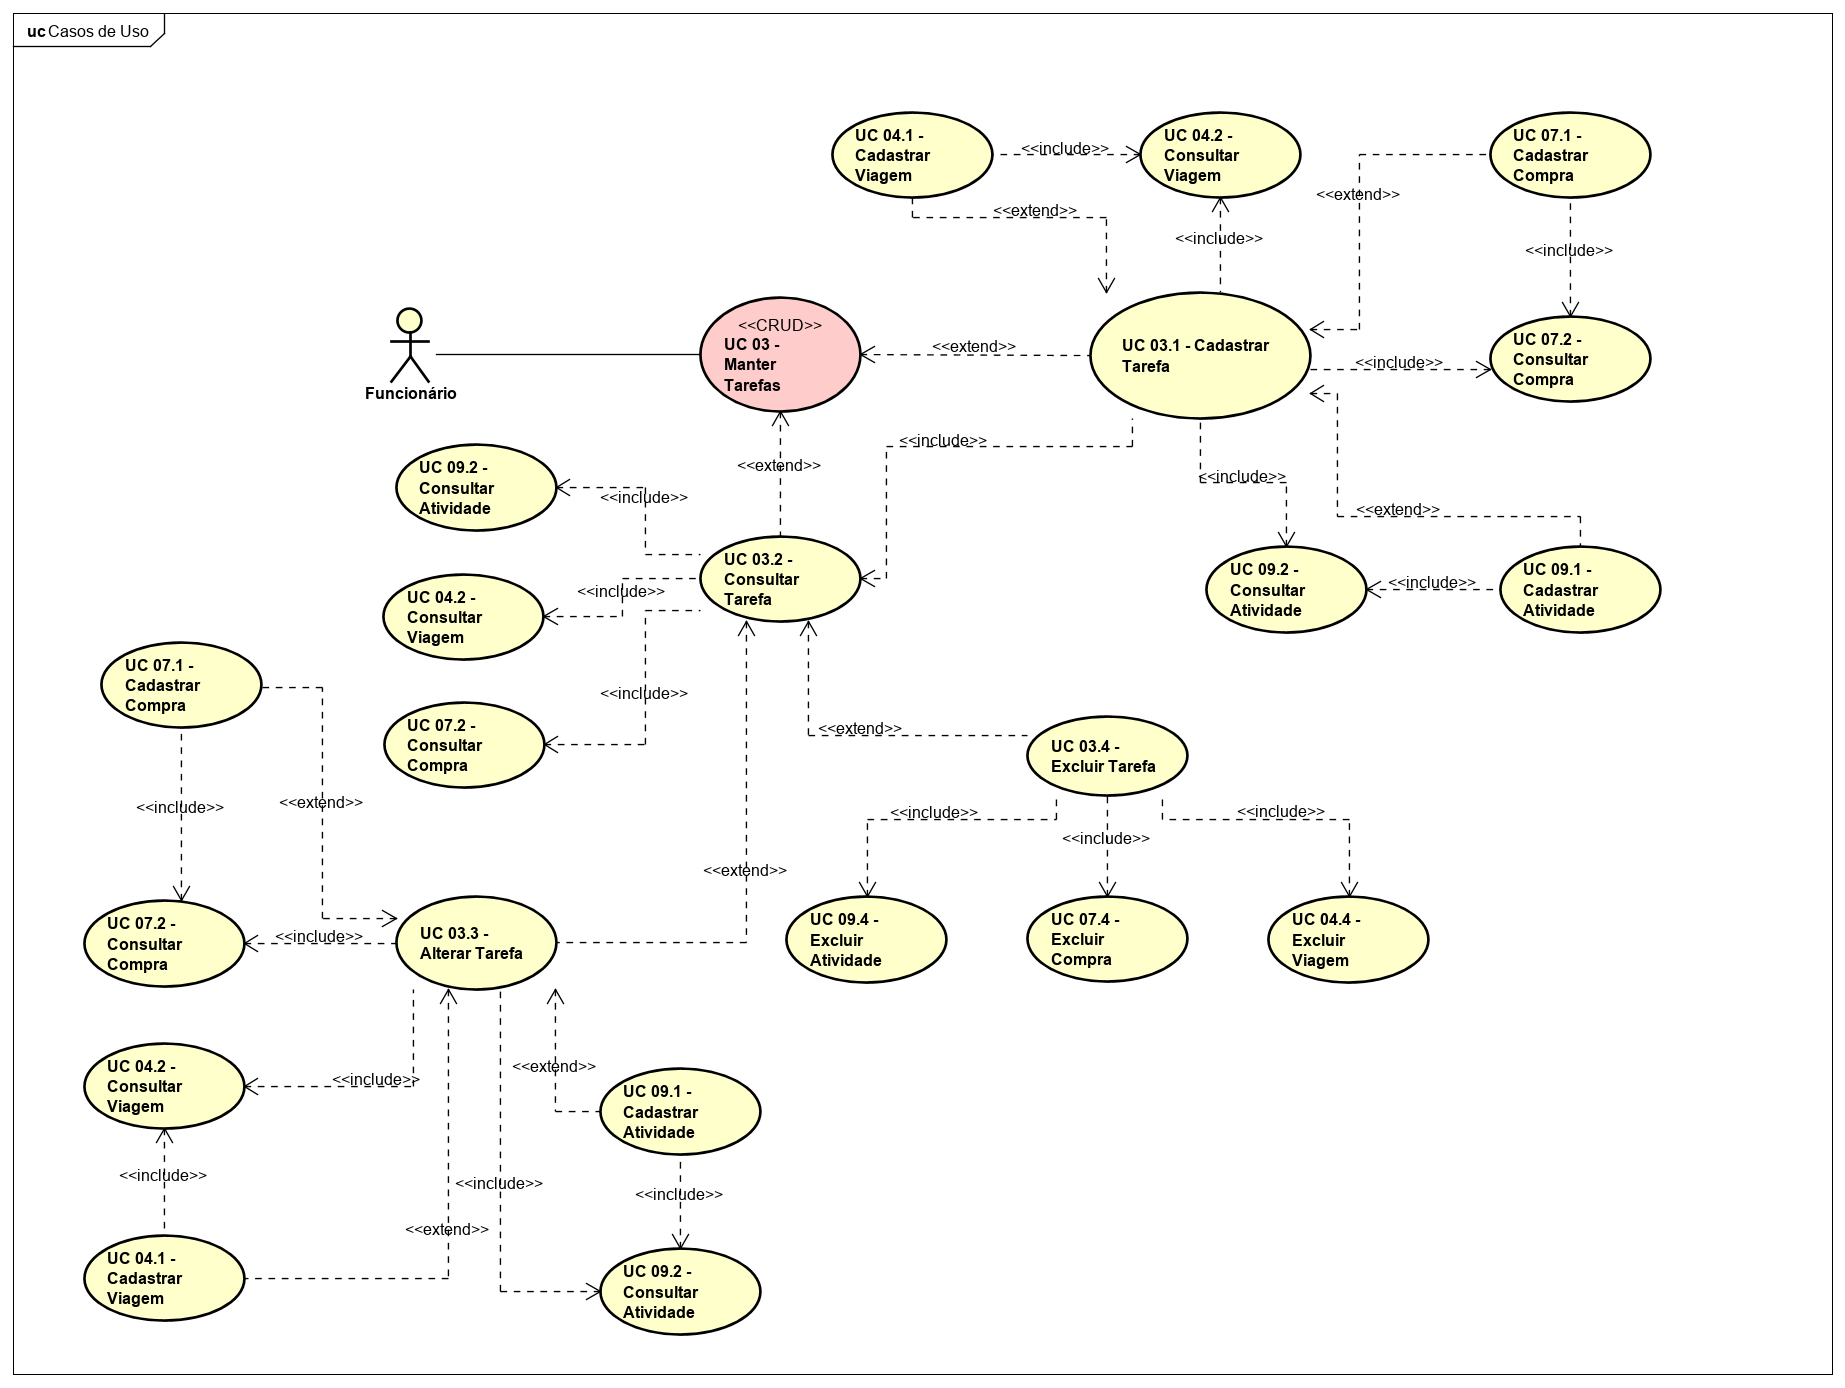 uc Casos de Uso
UC 04.1 -
Cadastrar
Viagem
<<include>>
UC 04.2 -
Consultar
Viagem
UC 07.1 -
Cadastrar
Compra
<<extend>>
<<extend>>
<<include>>
<<include>>
Funcionário
<<CRUD>>
UC 03 -
Manter
Tarefas
<<extend>>
UC 03.1 - Cadastrar
Tarefa
<<include>>
UC 07.2 -
Consultar
Compra
<<include>>
<<extend>>
<<include>>
<<extend>>
UC 09.2 -
Consultar
Atividade
<<include>>
UC 03.2 -
Consultar
Tarefa
UC 09.2 -
Consultar
Atividade
<<include>>
UC 09.1 -
Cadastrar
Atividade
UC 04.2 -
Consultar
Viagem
<<include>>
UC 07.1 -
Cadastrar
Compra
<<include>>
UC 07.2 -
Consultar
Compra
<<extend>>
UC 03.4 -
Excluir Tarefa
<<include>>
<<extend>>
<<include>>
<<include>>
<<include>>
<<extend>>
UC 07.2 -
Consultar
Compra
<<include>>
UC 03.3 -
Alterar Tarefa
UC 09.4 -
Excluir
Atividade
UC 07.4 -
Excluir
Compra
UC 04.4 -
Excluir
Viagem
UC 04.2 -
Consultar
Viagem
<<include>>
<<extend>>
UC 09.1 -
Cadastrar
Atividade
<<include>>
<<include>>
<<include>>
<<extend>>
UC 04.1 -
Cadastrar
Viagem
UC 09.2 -
Consultar
Atividade